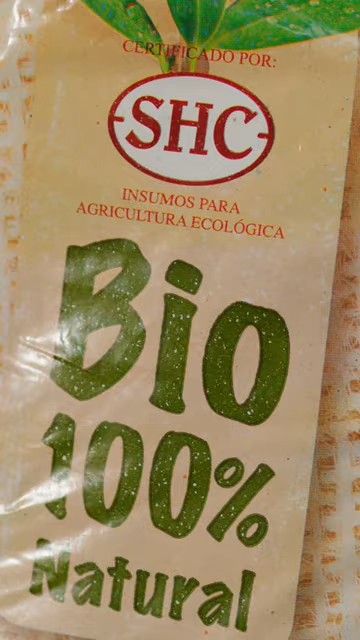 CERTIFICADO POR:
SHC
INSUMOS PARA
AGRICULTURA ECOLÓGICA
Bio
100%
Natural